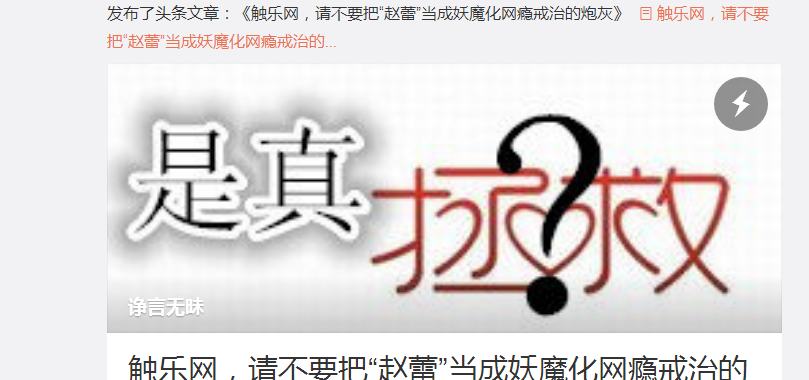 发布了头条文章：《触乐网，请不要把“赵蕾”当成妖魔化网瘾戒治的炮灰》 触乐网，请不要
把“赵蕾”当成妖魔化网瘾戒治的...
是真拯救?
诤言无昧
触乐网，请不要把“赵蕾”当成妖魔化网瘾戒治的